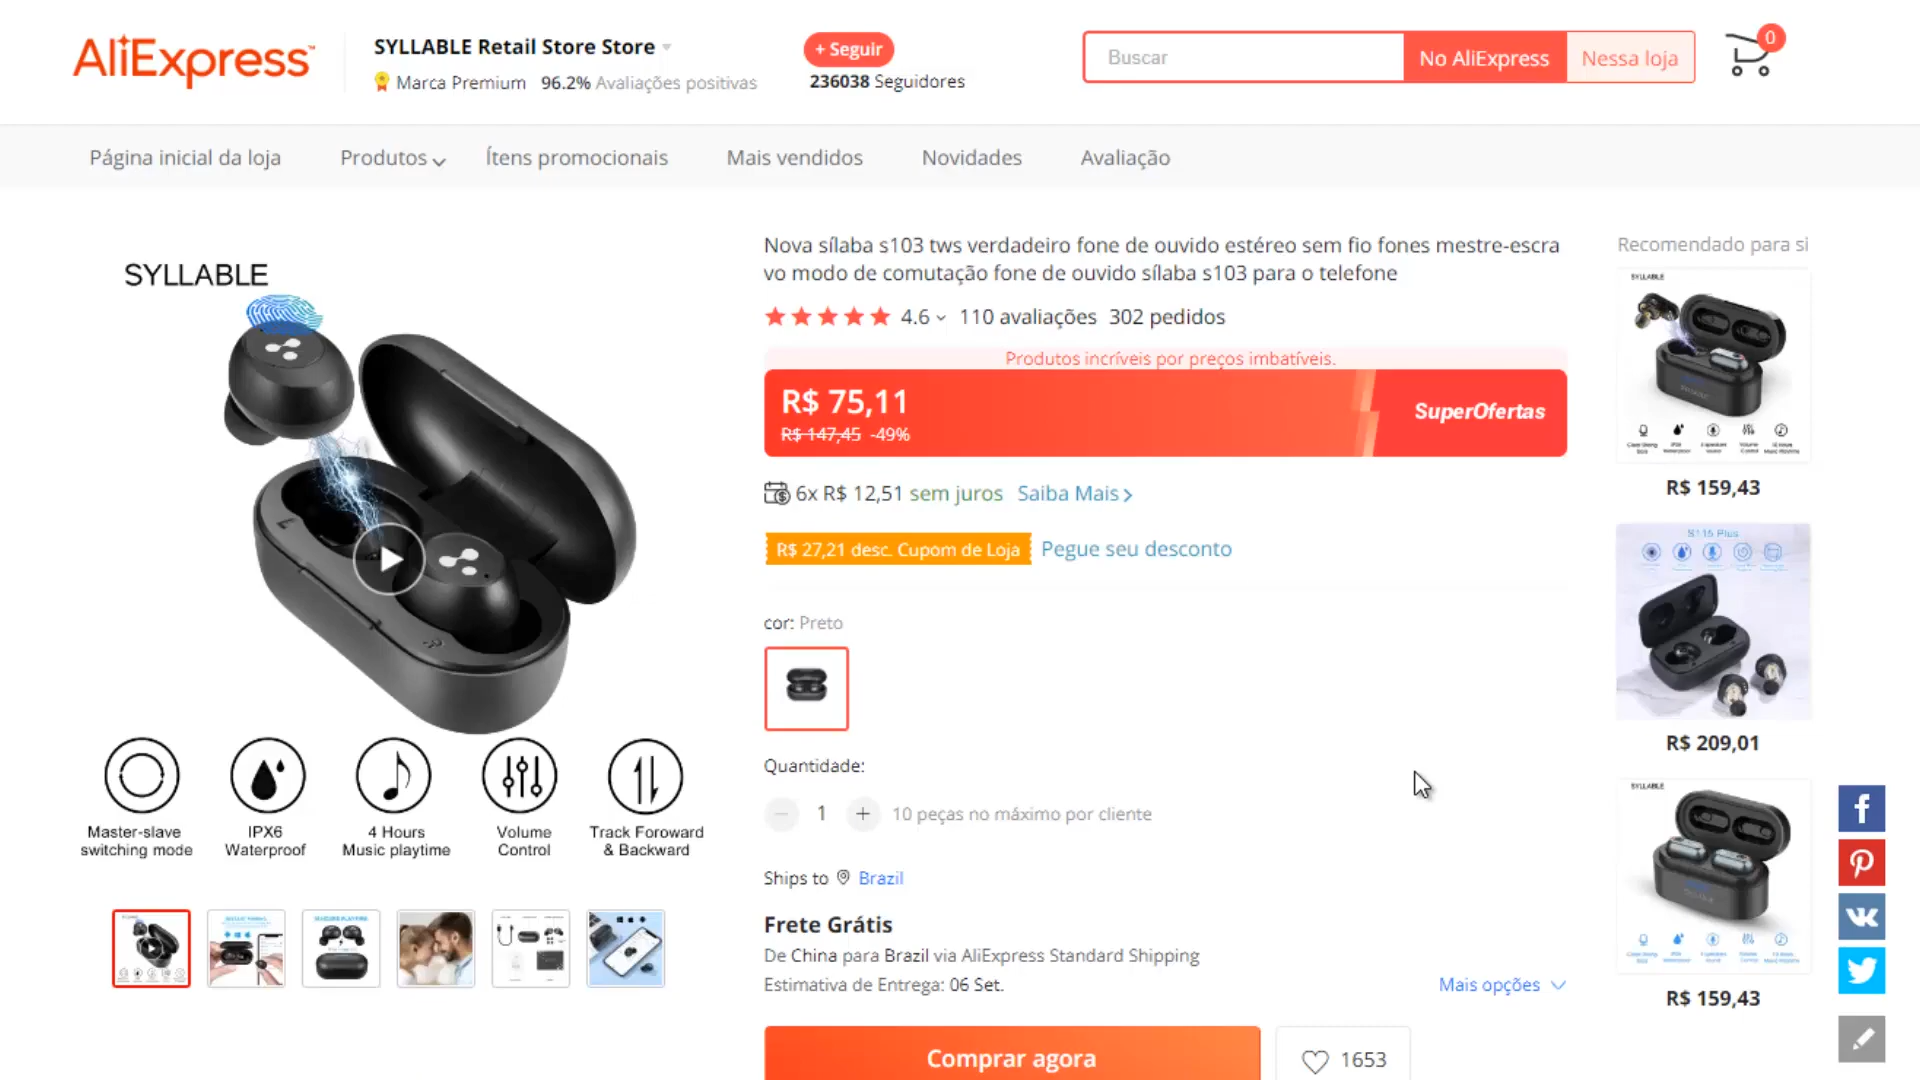 AliExpress
SYLLABLE Retail Store Store
Marca Premium 96.2% Avaliações positivas
+ Seguir
236038 Seguidores
Buscar
No AliExpress
Nessa loja
0
Página inicial da loja
Produtos
Ítens promocionais
Mais vendidos
Novidades
Avaliação
SYLLABLE
Master-slave
switching mode
IPX6
Waterproof
4 Hours
Music playtime
Volume
Control
Track Foroward
& Backward
Nova sílaba s103 tws verdadeiro fone de ouvido estéreo sem fio fones mestre-escra
vo modo de comutação fone de ouvido sílaba s103 para o telefone
4.6 110 avaliações 302 pedidos
Produtos incríveis por preços imbatíveis.
R$ 75,11
R$ 147,45 -49%
SuperOfertas
6x R$ 12,51 sem juros Saiba Mais
R$ 27,21 desc. Cupom de Loja Pegue seu desconto
cor: Preto
Quantidade:
1 10 peças no máximo por cliente
Ships to Brazil
Frete Grátis
De China para Brazil via AliExpress Standard Shipping
Estimativa de Entrega: 06 Set.
Mais opções
Comprar agora
1653
Recomendado para si
SYLLABLE
R$ 159,43
S115 Plus
R$ 209,01
SYLLABLE
R$ 159,43